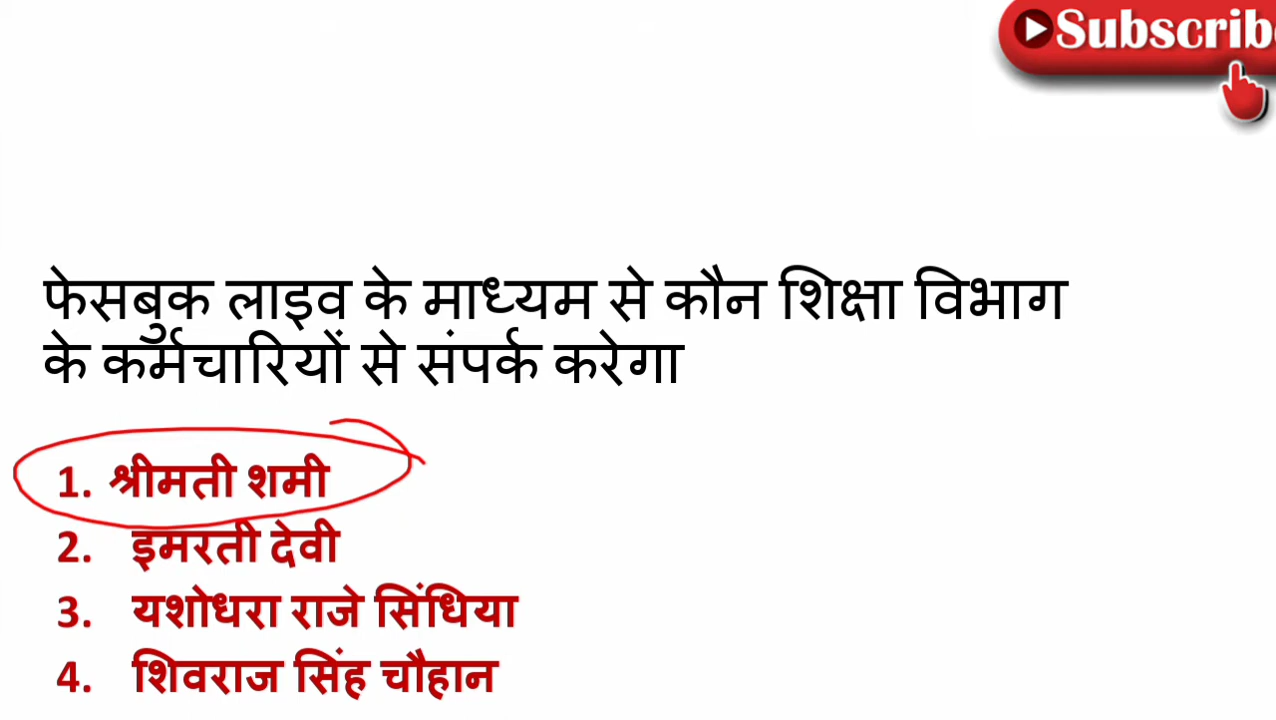 Subscribe
फेसबुक लाइव के माध्यम से कौन शिक्षा विभाग
के कर्मचारियों से संपर्क करेगा
1. श्रीमती शमी
2. इमरती देवी
3. यशोधरा राजे सिंधिया
4. शिवराज सिंह चौहान